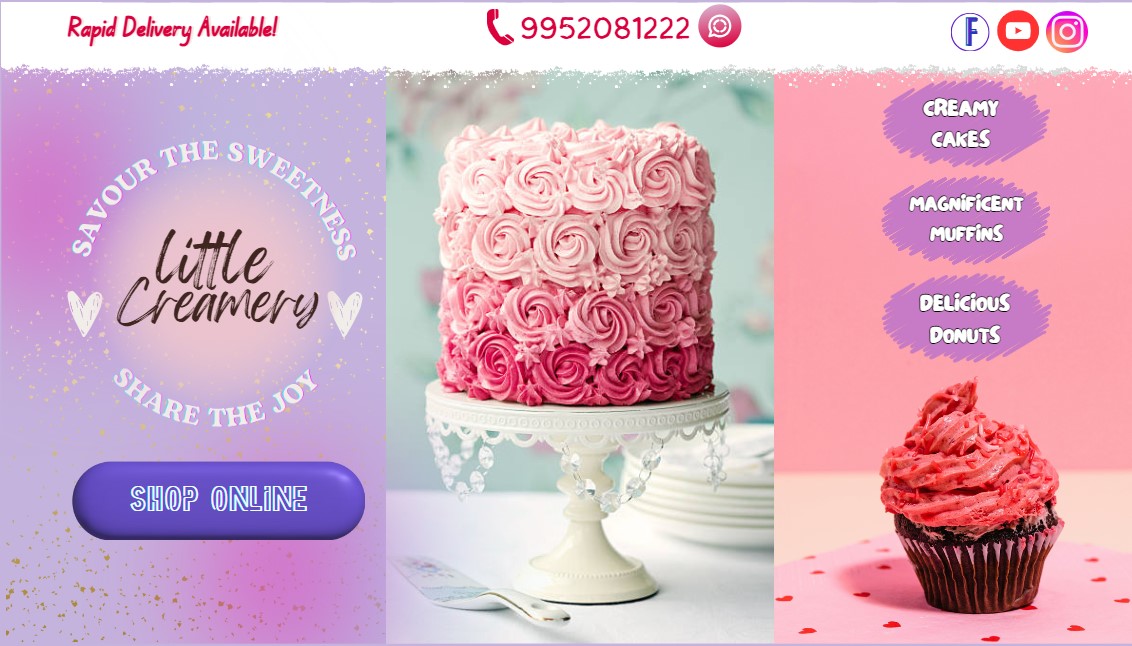 Rapid Delivery Available!
9952081222
F
SAVOUR THE SWEETNESS
Little
Creamery
SHARE THE JOY
SHOP ONLINE
CREAMY
CAKES
MAGNIFICENT
MUFFINS
DELICIOUS
DONUTS